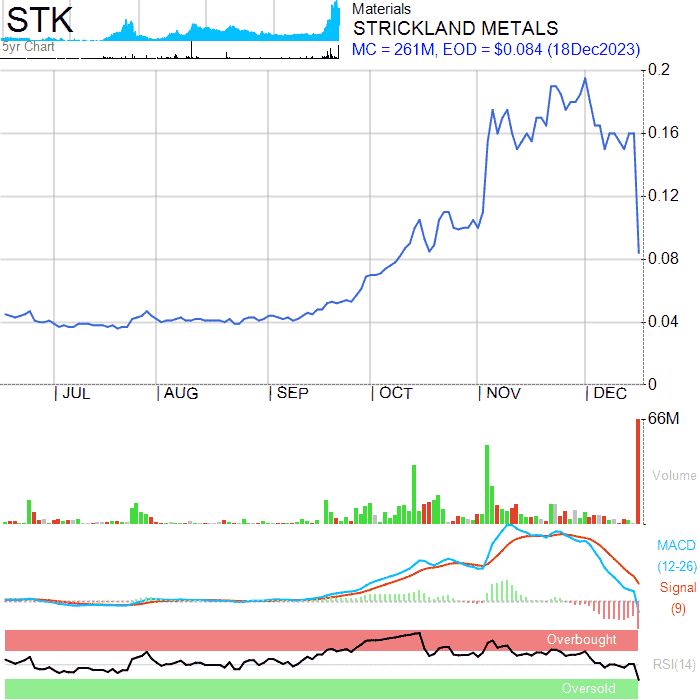 STK
5yr Chart
Materials
STRICKLAND METALS
MC = 261M, EOD = $0.084 (18Dec2023)
0.2
0.16
0.12
0.08
0.04
0
JUL AUG SEP OCT NOV DEC
66M
Volume
MACD
(12-26)
Signal
(9)
Overbought
RSI(14)
Oversold